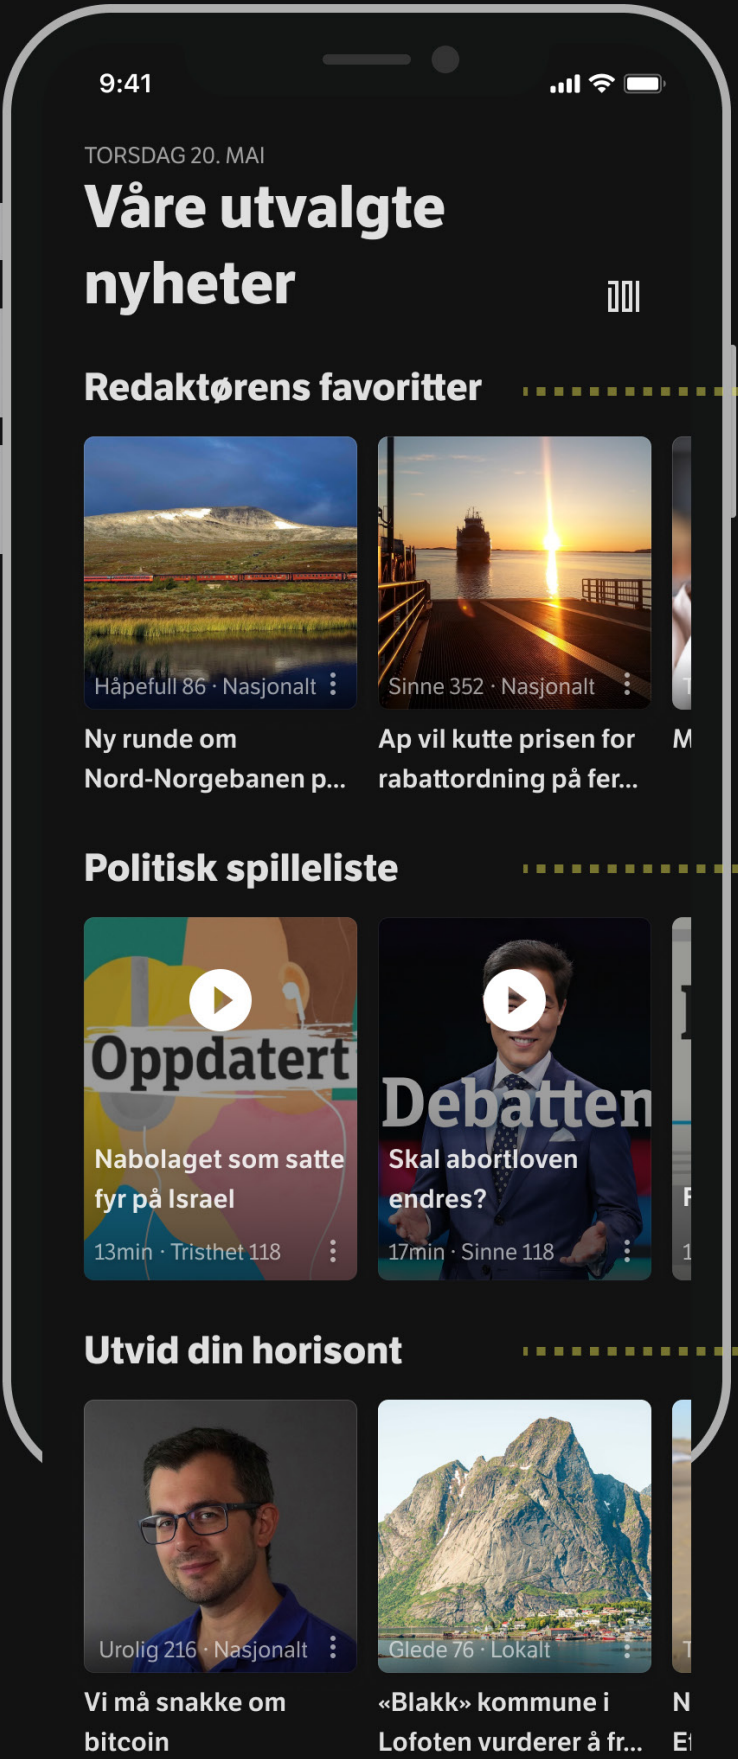 9:41
TORSDAG 20. MAI
Våre utvalgte
nyheter
Redaktørens favoritter
Håpefull 86 · Nasjonalt
Sinne 352 · Nasjonalt
T
Ny runde om
Nord-Norgebanen p...
Ap vil kutte prisen for
rabattordning på fer...
M
Politisk spilleliste
Oppdatert
Nabolaget som satte
fyr på Israel
13min · Tristhet 118
Debatten
Skal abortloven
endres?
17min · Sinne 118
F
1
Utvid din horisont
Urolig 216 · Nasjonalt
Glede 76 · Lokalt
T
Vi må snakke om
bitcoin
«Blakk» kommune i
Lofoten vurderer å fr...
N